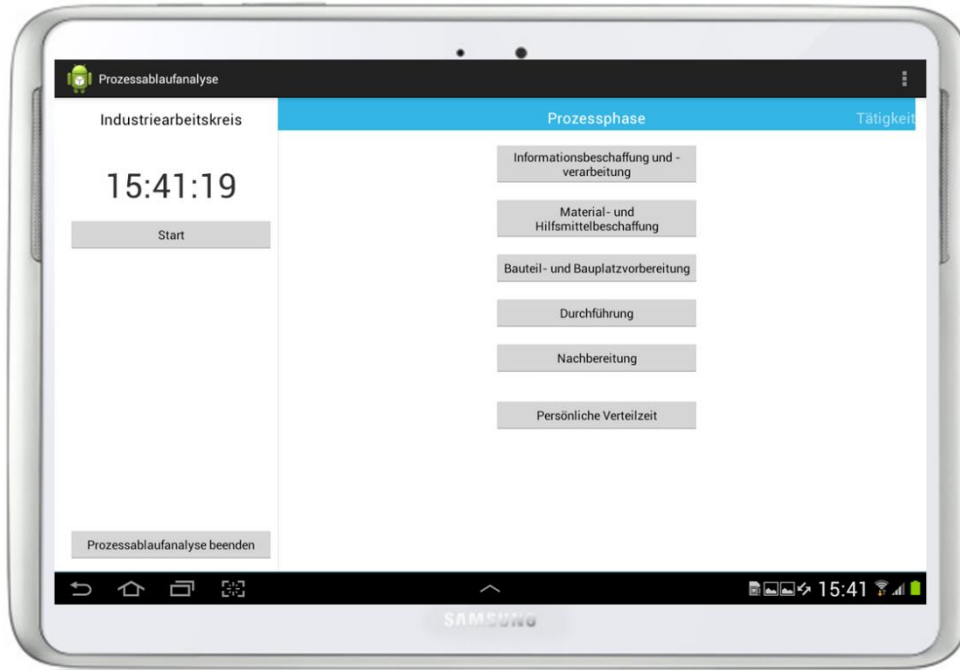 Prozessablaufanalyse
Industriearbeitskreis
15:41:19
Start
Prozessablaufanalyse beenden
Prozessphase
Tätigkeit
Informationsbeschaffung und -
verarbeitung
Material- und
Hilfsmittelbeschaffung
Bauteil- und Bauplatzvorbereitung
Durchführung
Nachbereitung
Persönliche Verteilzeit
15:41
SAMSUNG